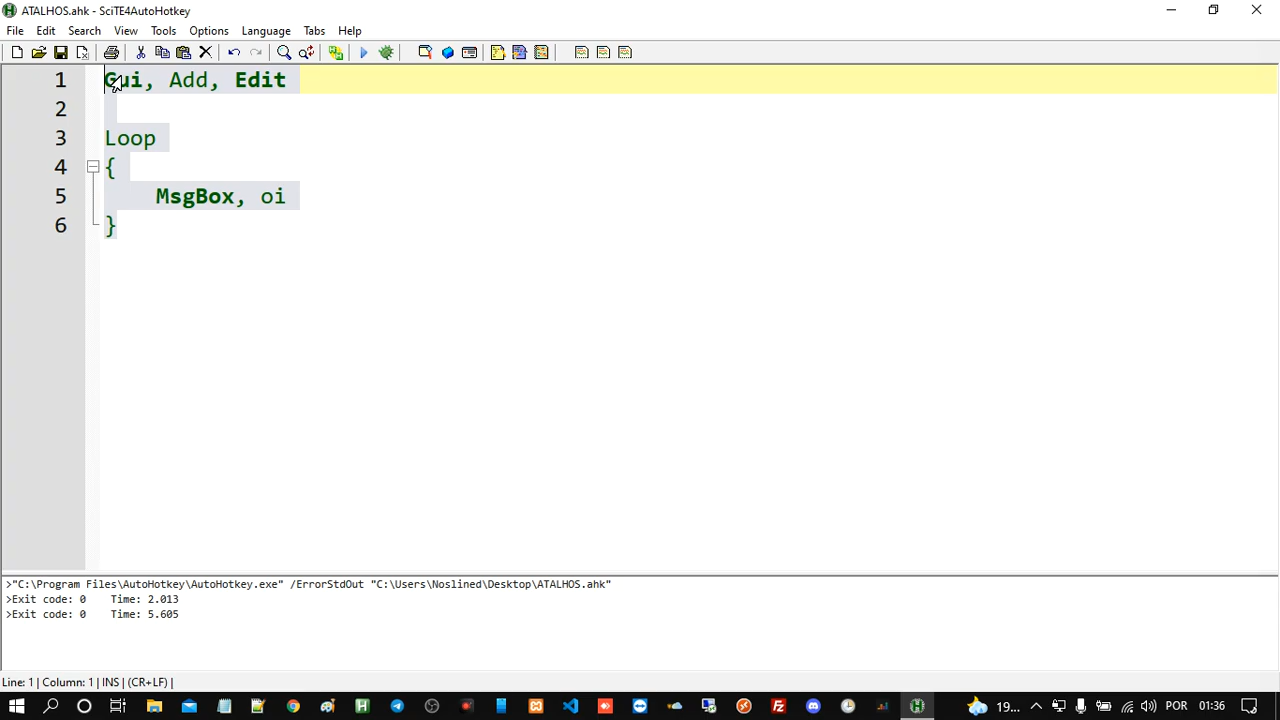 ATALHOS.ahk - SciTE4AutoHotkey
File Edit Search View Tools Options Language Tabs Help
1 Gui, Add, Edit
2
3 Loop
4 {
5 MsgBox, oi
6 }
>"C:\Program Files\AutoHotkey\AutoHotkey.exe" /ErrorStdOut "C:\Users\Noslined\Desktop\ATALHOS.ahk"
>Exit code: 0 Time: 2.013
>Exit code: 0 Time: 5.605
Line: 1 | Column: 1 | INS | (CR+LF) |
19... POR 01:36